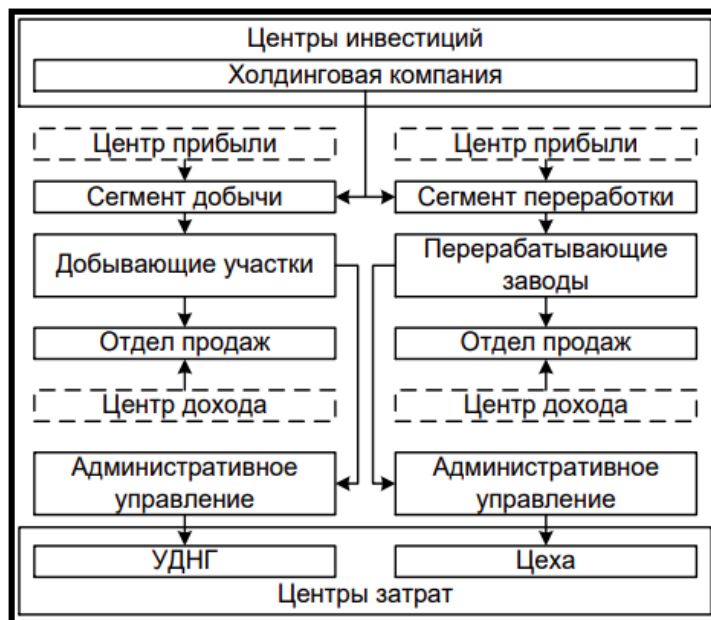 Центры инвестиций
Холдинговая компания
Центр прибыли
Центр прибыли
Сегмент добычи
Сегмент переработки
Добывающие участки
Перерабатывающие
заводы
Отдел продаж
Отдел продаж
Центр дохода
Центр дохода
Административное
управление
Административное
управление
УДНГ
Цеха
Центры затрат